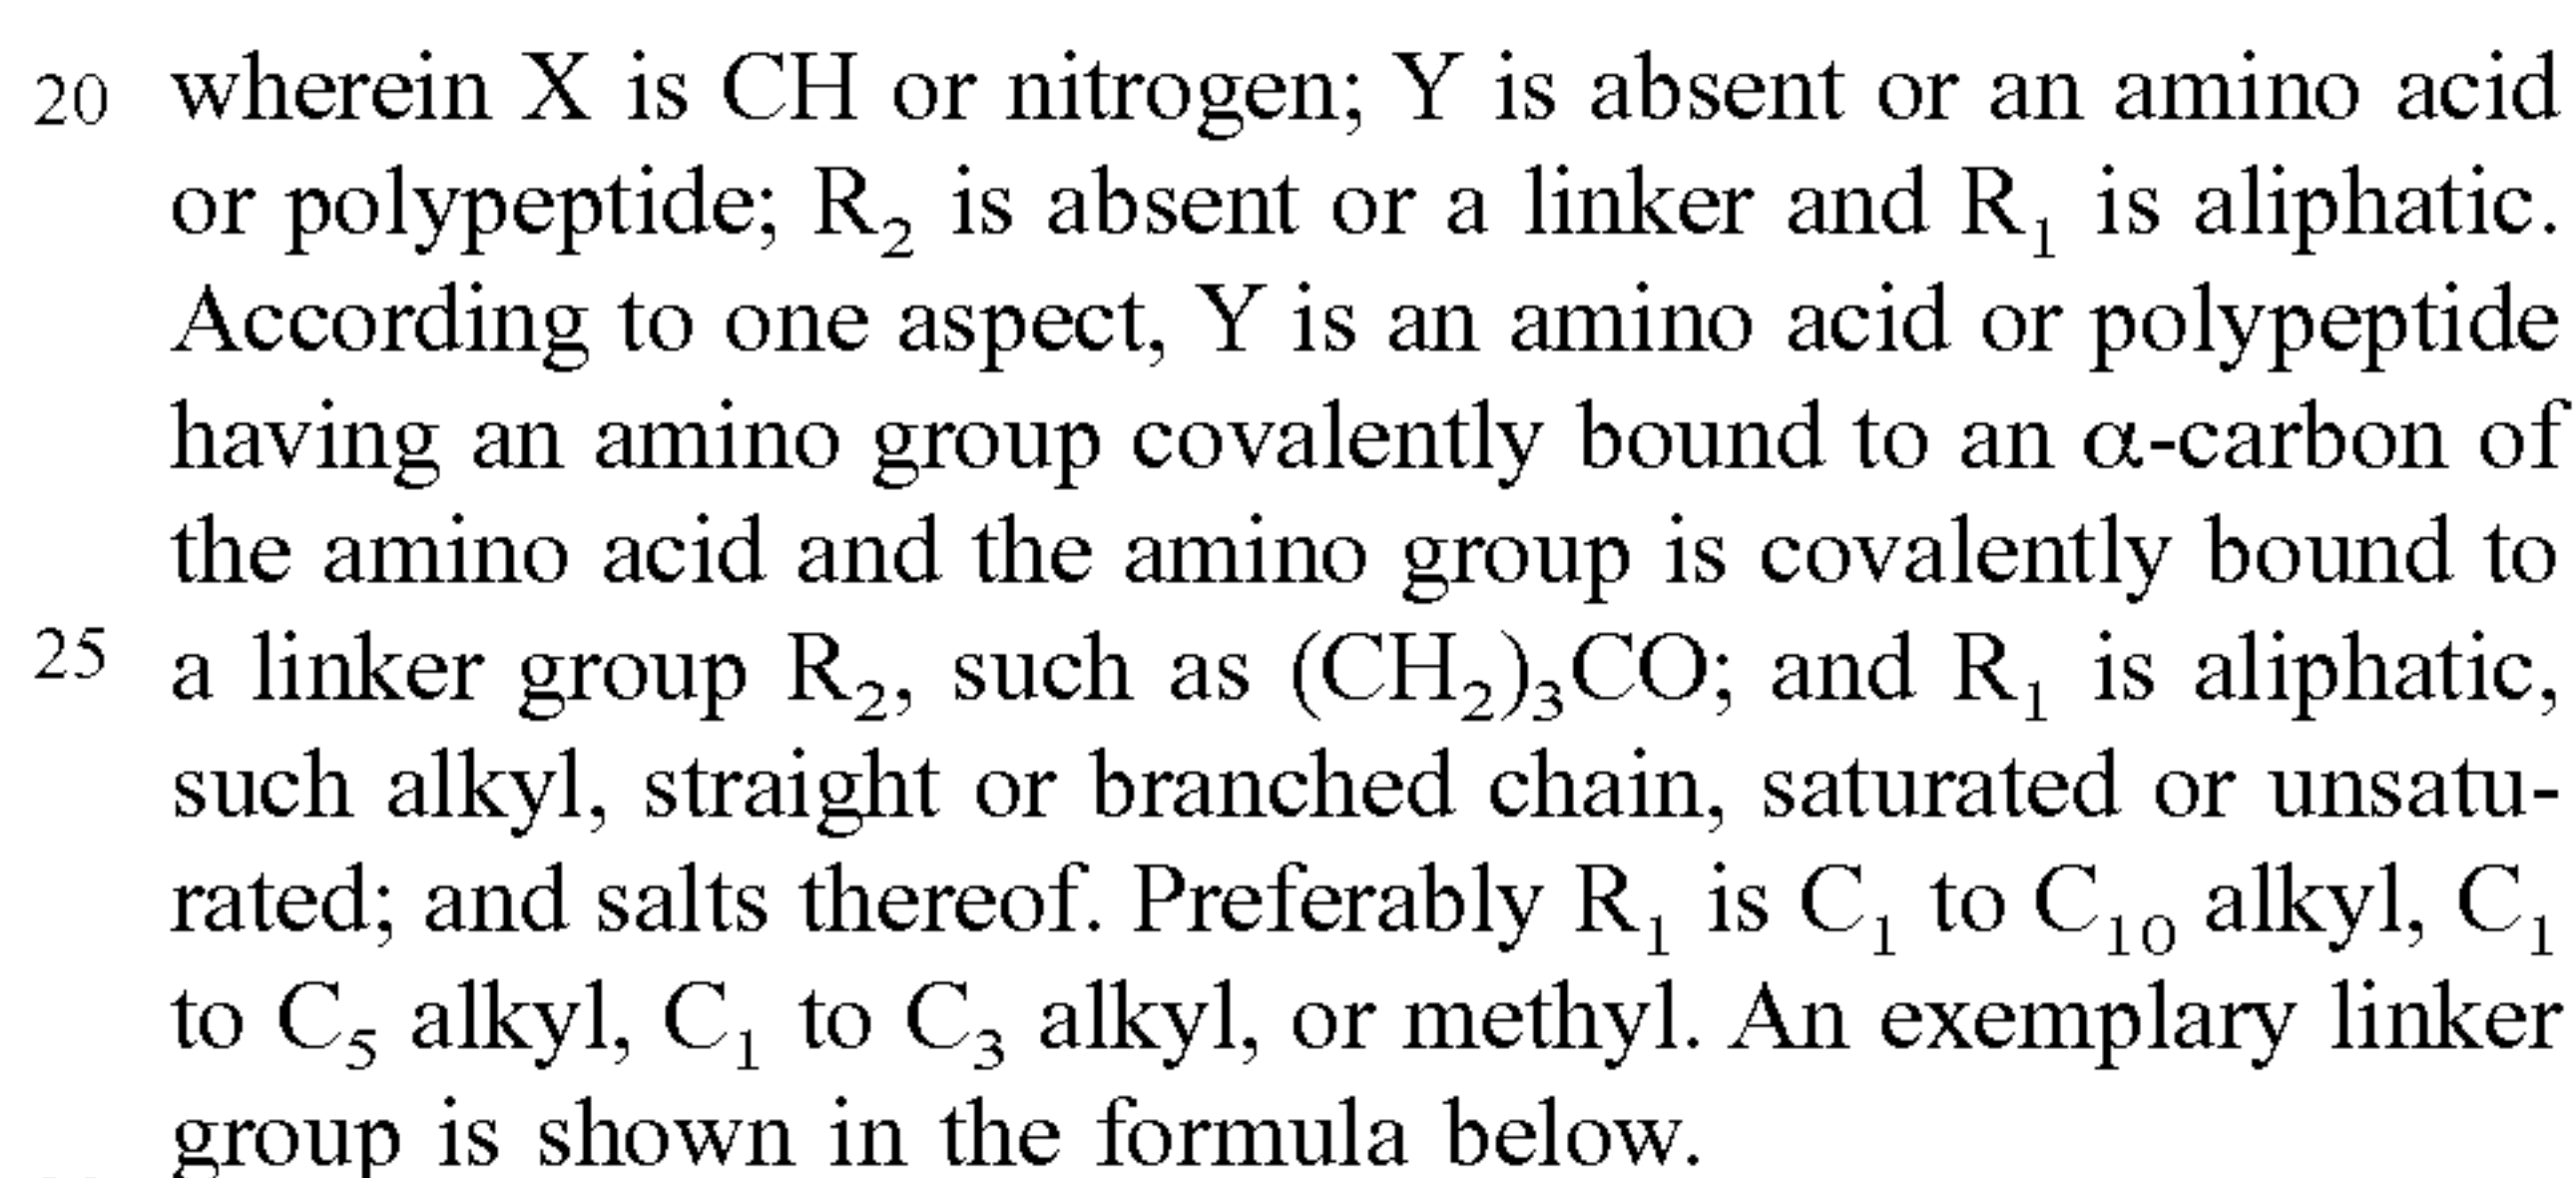 20 wherein X is CH or nitrogen; Y is absent or an amino acid
or polypeptide; R₂ is absent or a linker and R₁ is aliphatic.
According to one aspect, Y is an amino acid or polypeptide
having an amino group covalently bound to an α-carbon of
the amino acid and the amino group is covalently bound to
25 a linker group R₂, such as (CH₂)₃CO; and R₁ is aliphatic,
such alkyl, straight or branched chain, saturated or unsatu-
rated; and salts thereof. Preferably R₁ is C₁ to C₁₀ alkyl, C₁
to C₅ alkyl, C₁ to C₃ alkyl, or methyl. An exemplary linker
group is shown in the formula below.